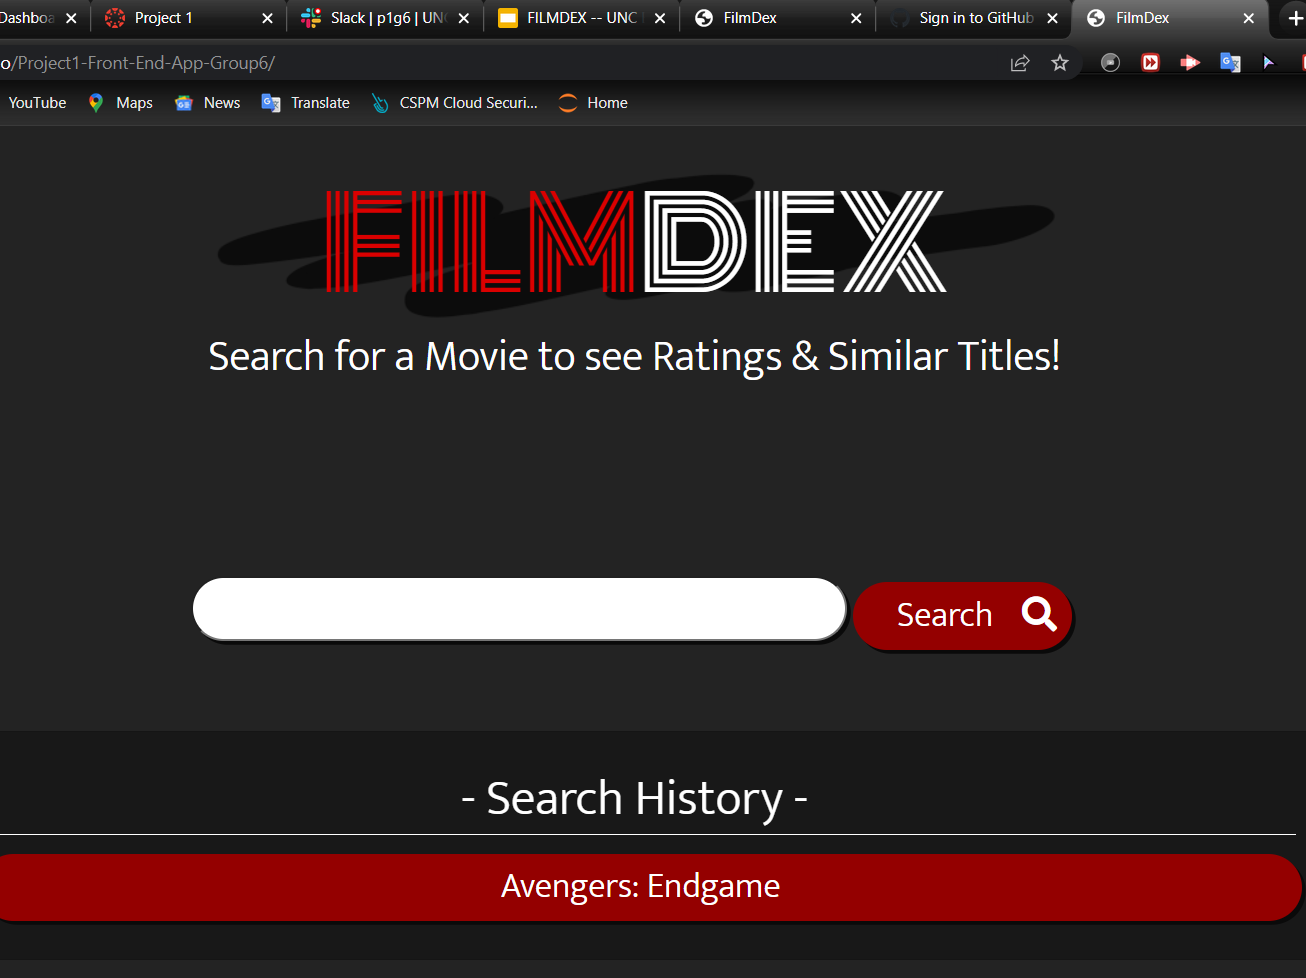 Dashboa
Project 1
Slack | p1g6 | UNC
FILMDEX -- UNC
FilmDex
Sign in to GitHub
FilmDex
o/Project1-Front-End-App-Group6/
YouTube
Maps
News
Translate
CSPM Cloud Securi...
Home
FILMDEX
Search for a Movie to see Ratings & Similar Titles!
Search
- Search History -
Avengers: Endgame